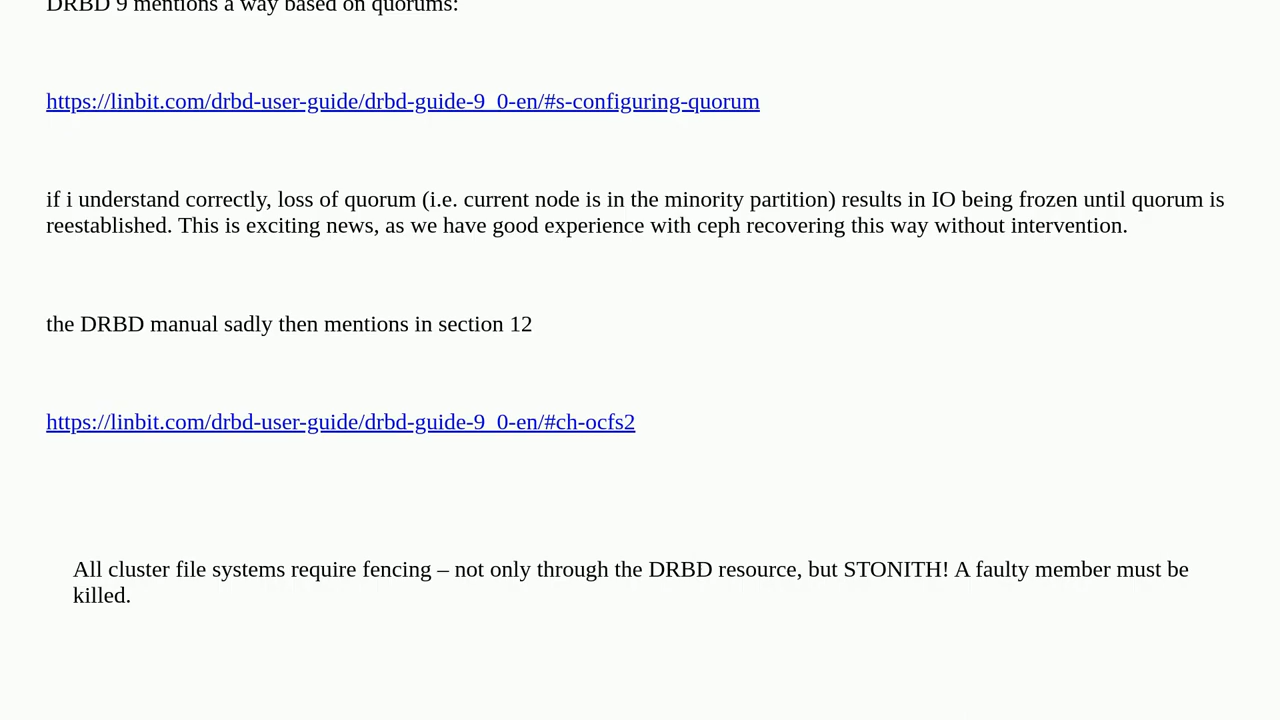 DRBD 9 mentions a way based on quorums:
https://linbit.com/drbd-user-guide/drbd-guide-9_0-en/#s-configuring-quorum
if i understand correctly, loss of quorum (i.e. current node is in the minority partition) results in IO being frozen until quorum is
reestablished. This is exciting news, as we have good experience with ceph recovering this way without intervention.
the DRBD manual sadly then mentions in section 12
https://linbit.com/drbd-user-guide/drbd-guide-9_0-en/#ch-ocfs2
All cluster file systems require fencing – not only through the DRBD resource, but STONITH! A faulty member must be
killed.